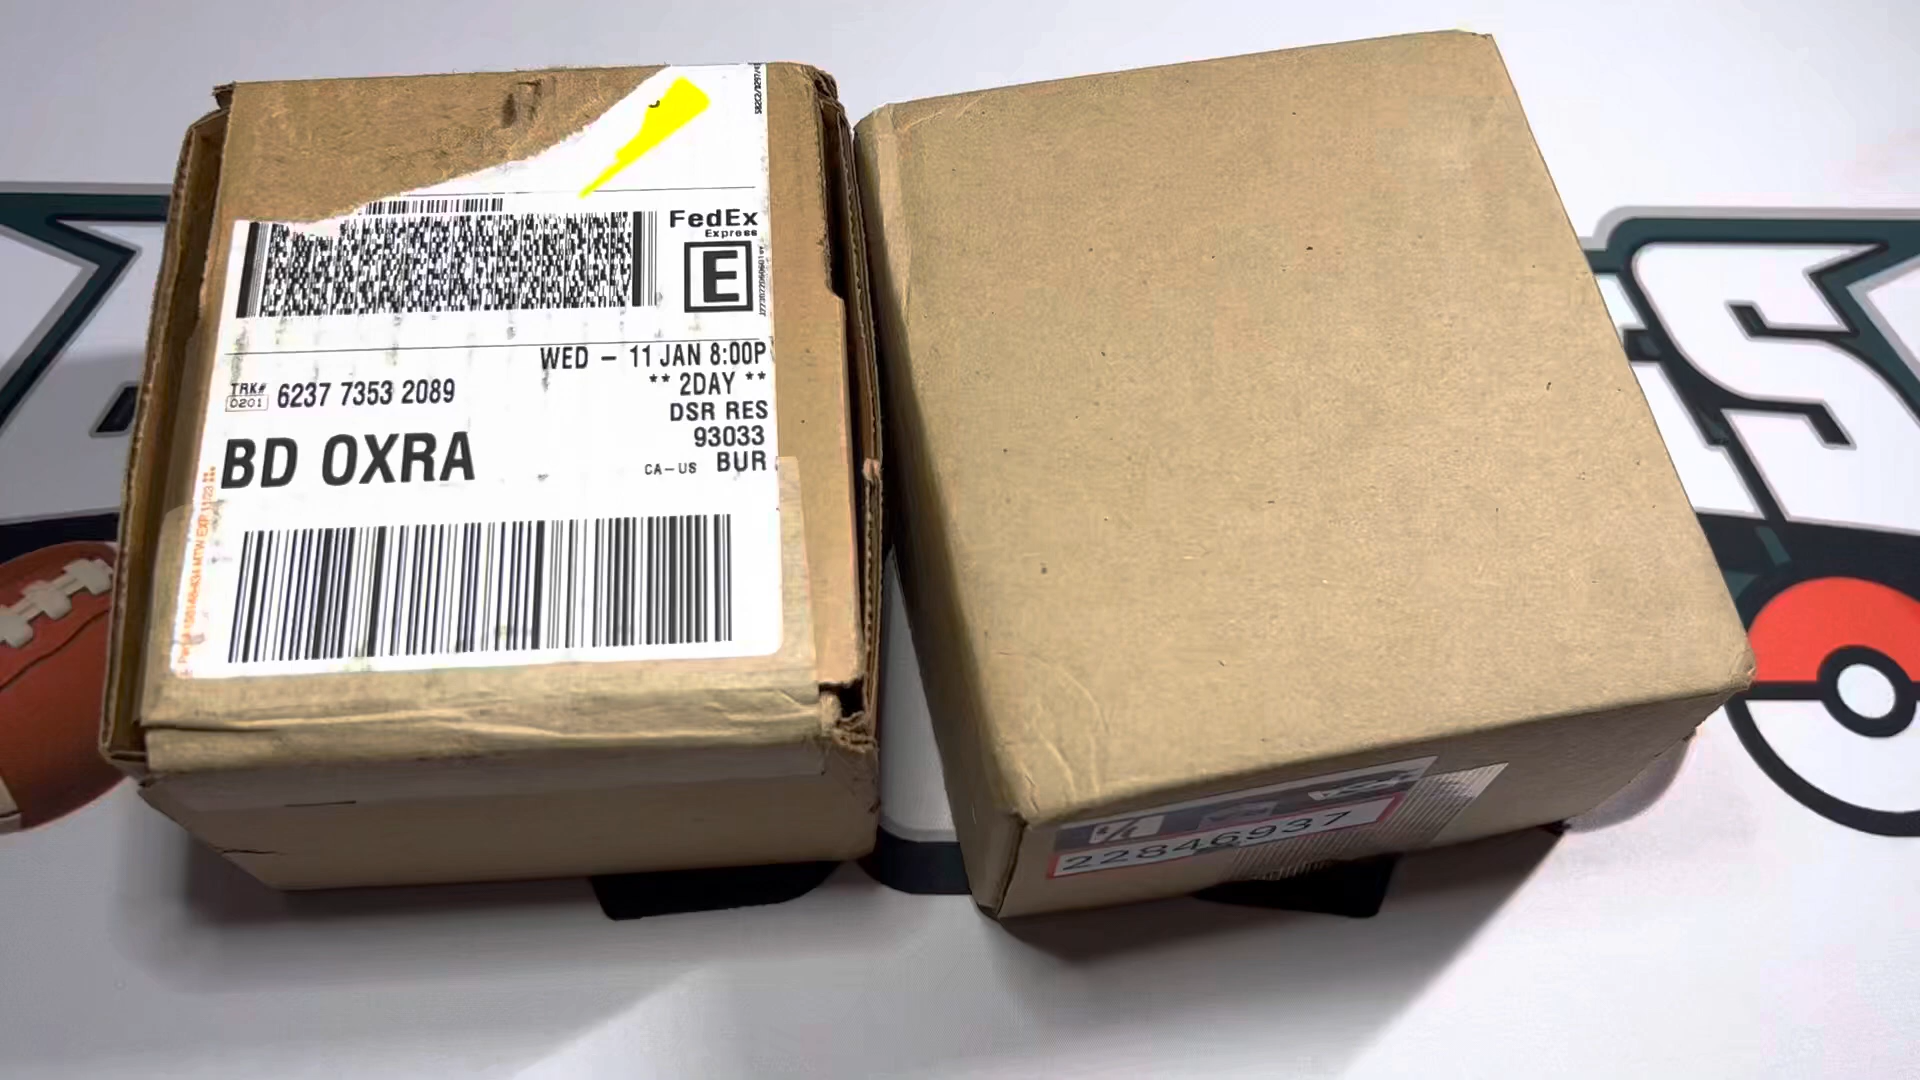 FedEx
Express
E
WED - 11 JAN 8:00P
** 2DAY **
TRK# 6237 7353 2089
0201
DSR RES
93033
BD OXRA
CA-US BUR
22846937